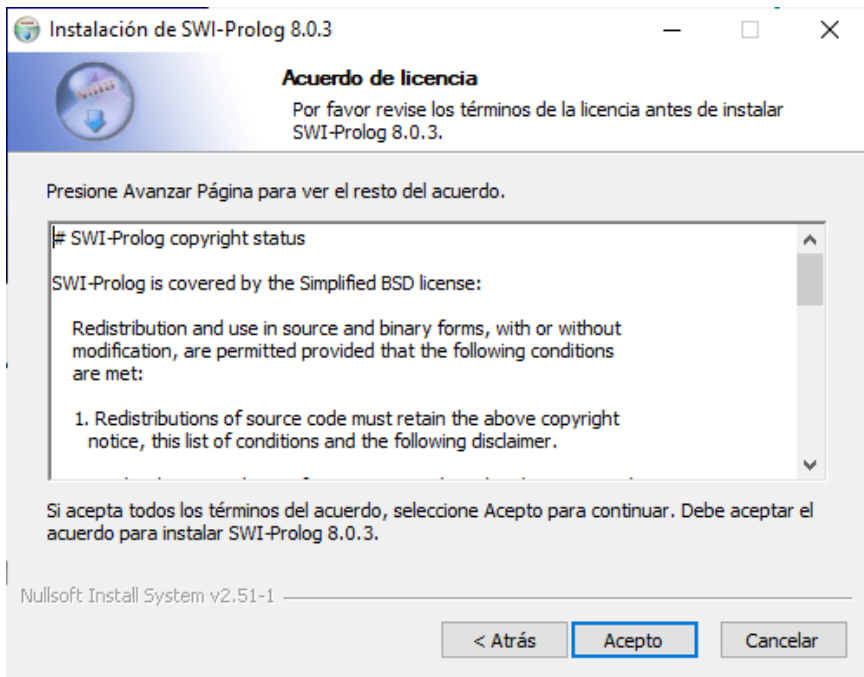 Instalación de SWI-Prolog 8.0.3
Acuerdo de licencia
Por favor revise los términos de la licencia antes de instalar
SWI-Prolog 8.0.3.
Presione Avanzar Página para ver el resto del acuerdo.
# SWI-Prolog copyright status
SWI-Prolog is covered by the Simplified BSD license:
Redistribution and use in source and binary forms, with or without
modification, are permitted provided that the following conditions
are met:
1. Redistributions of source code must retain the above copyright
notice, this list of conditions and the following disclaimer.
Si acepta todos los términos del acuerdo, seleccione Acepto para continuar. Debe aceptar el
acuerdo para instalar SWI-Prolog 8.0.3.
Nullsoft Install System v2.51-1
< Atrás
Acepto
Cancelar